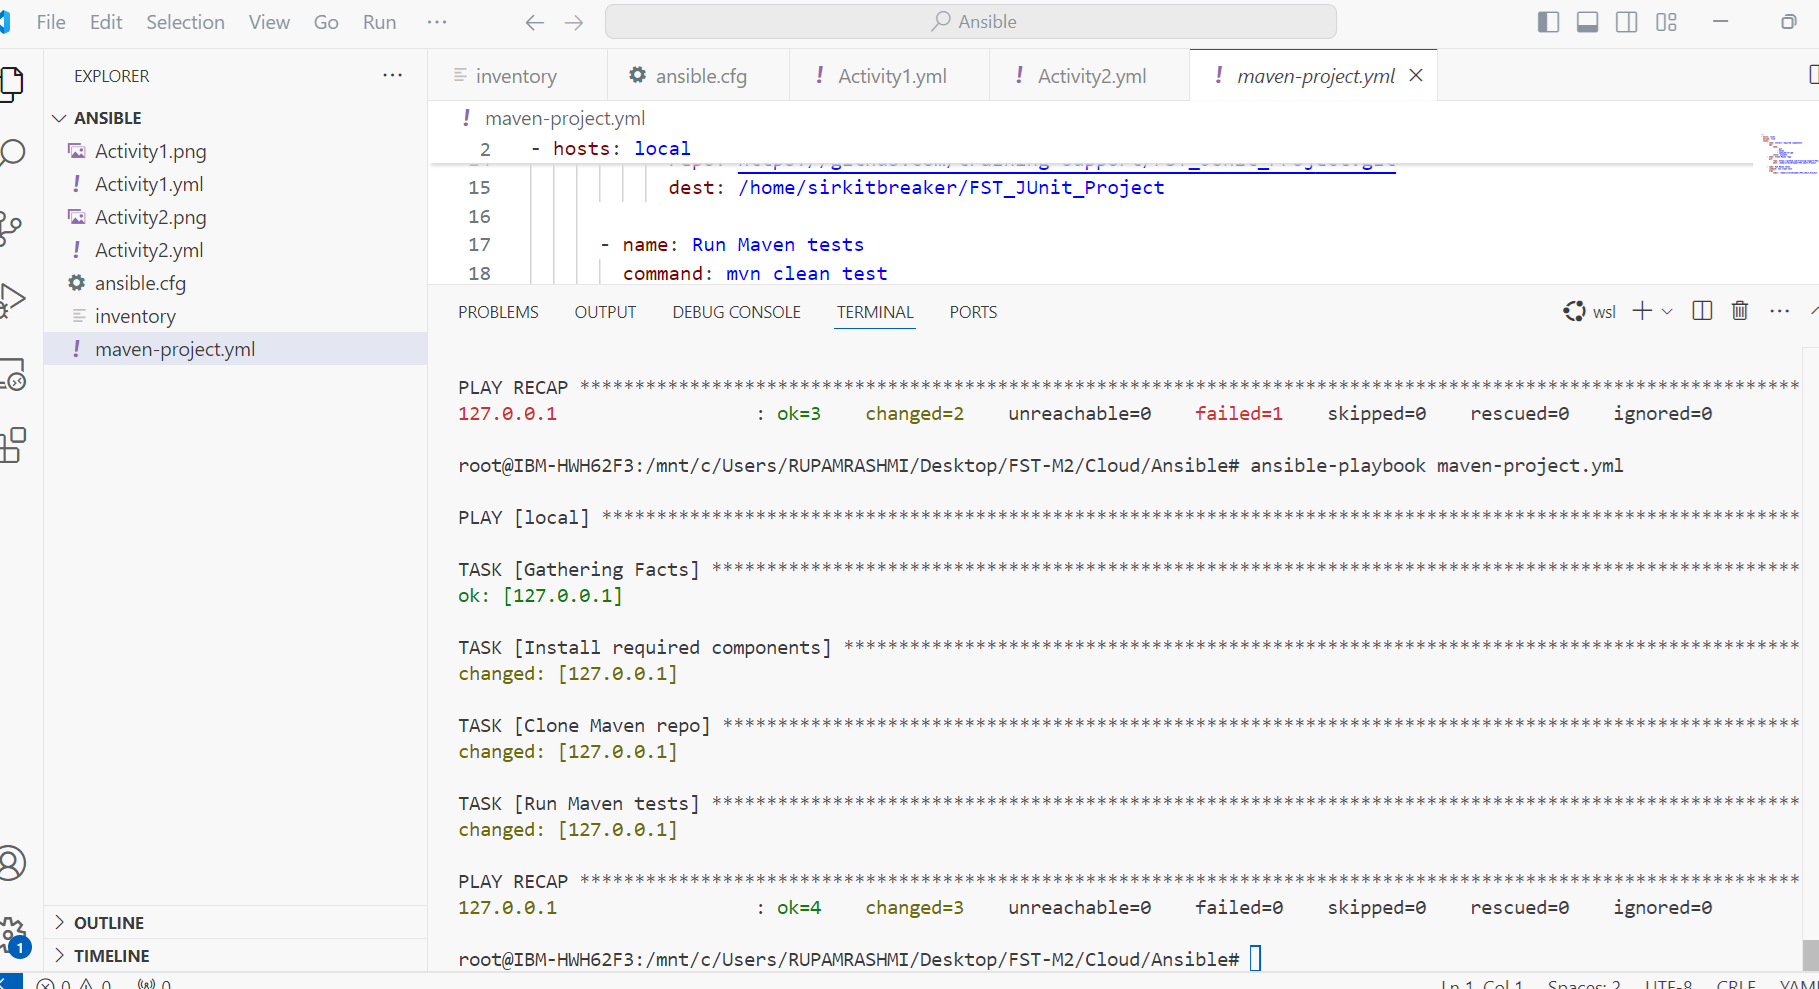 File Edit Selection View Go Run ···
Ansible
EXPLORER ···
ANSIBLE
Activity1.png
! Activity1.yml
Activity2.png
! Activity2.yml
ansible.cfg
inventory
! maven-project.yml
OUTLINE
TIMELINE
1
inventory
ansible.cfg
! Activity1.yml
! Activity2.yml
! maven-project.yml
! maven-project.yml
2 - hosts: local
15 dest: /home/sirkitbreaker/FST_JUnit_Project
16
17 - name: Run Maven tests
18 command: mvn clean test
PROBLEMS OUTPUT DEBUG CONSOLE TERMINAL PORTS
wsl
PLAY RECAP ***************************************************************************************************************
127.0.0.1 : ok=3 changed=2 unreachable=0 failed=1 skipped=0 rescued=0 ignored=0
root@IBM-HWH62F3:/mnt/c/Users/RUPAMRASHMI/Desktop/FST-M2/Cloud/Ansible# ansible-playbook maven-project.yml
PLAY [local] *************************************************************************************************************
TASK [Gathering Facts] ***************************************************************************************************
ok: [127.0.0.1]
TASK [Install required components] ***************************************************************************************
changed: [127.0.0.1]
TASK [Clone Maven repo] **************************************************************************************************
changed: [127.0.0.1]
TASK [Run Maven tests] ***************************************************************************************************
changed: [127.0.0.1]
PLAY RECAP ***************************************************************************************************************
127.0.0.1 : ok=4 changed=3 unreachable=0 failed=0 skipped=0 rescued=0 ignored=0
root@IBM-HWH62F3:/mnt/c/Users/RUPAMRASHMI/Desktop/FST-M2/Cloud/Ansible#
0 0 0
Ln 1, Col 1 Spaces: 2 UTF-8 CRLF